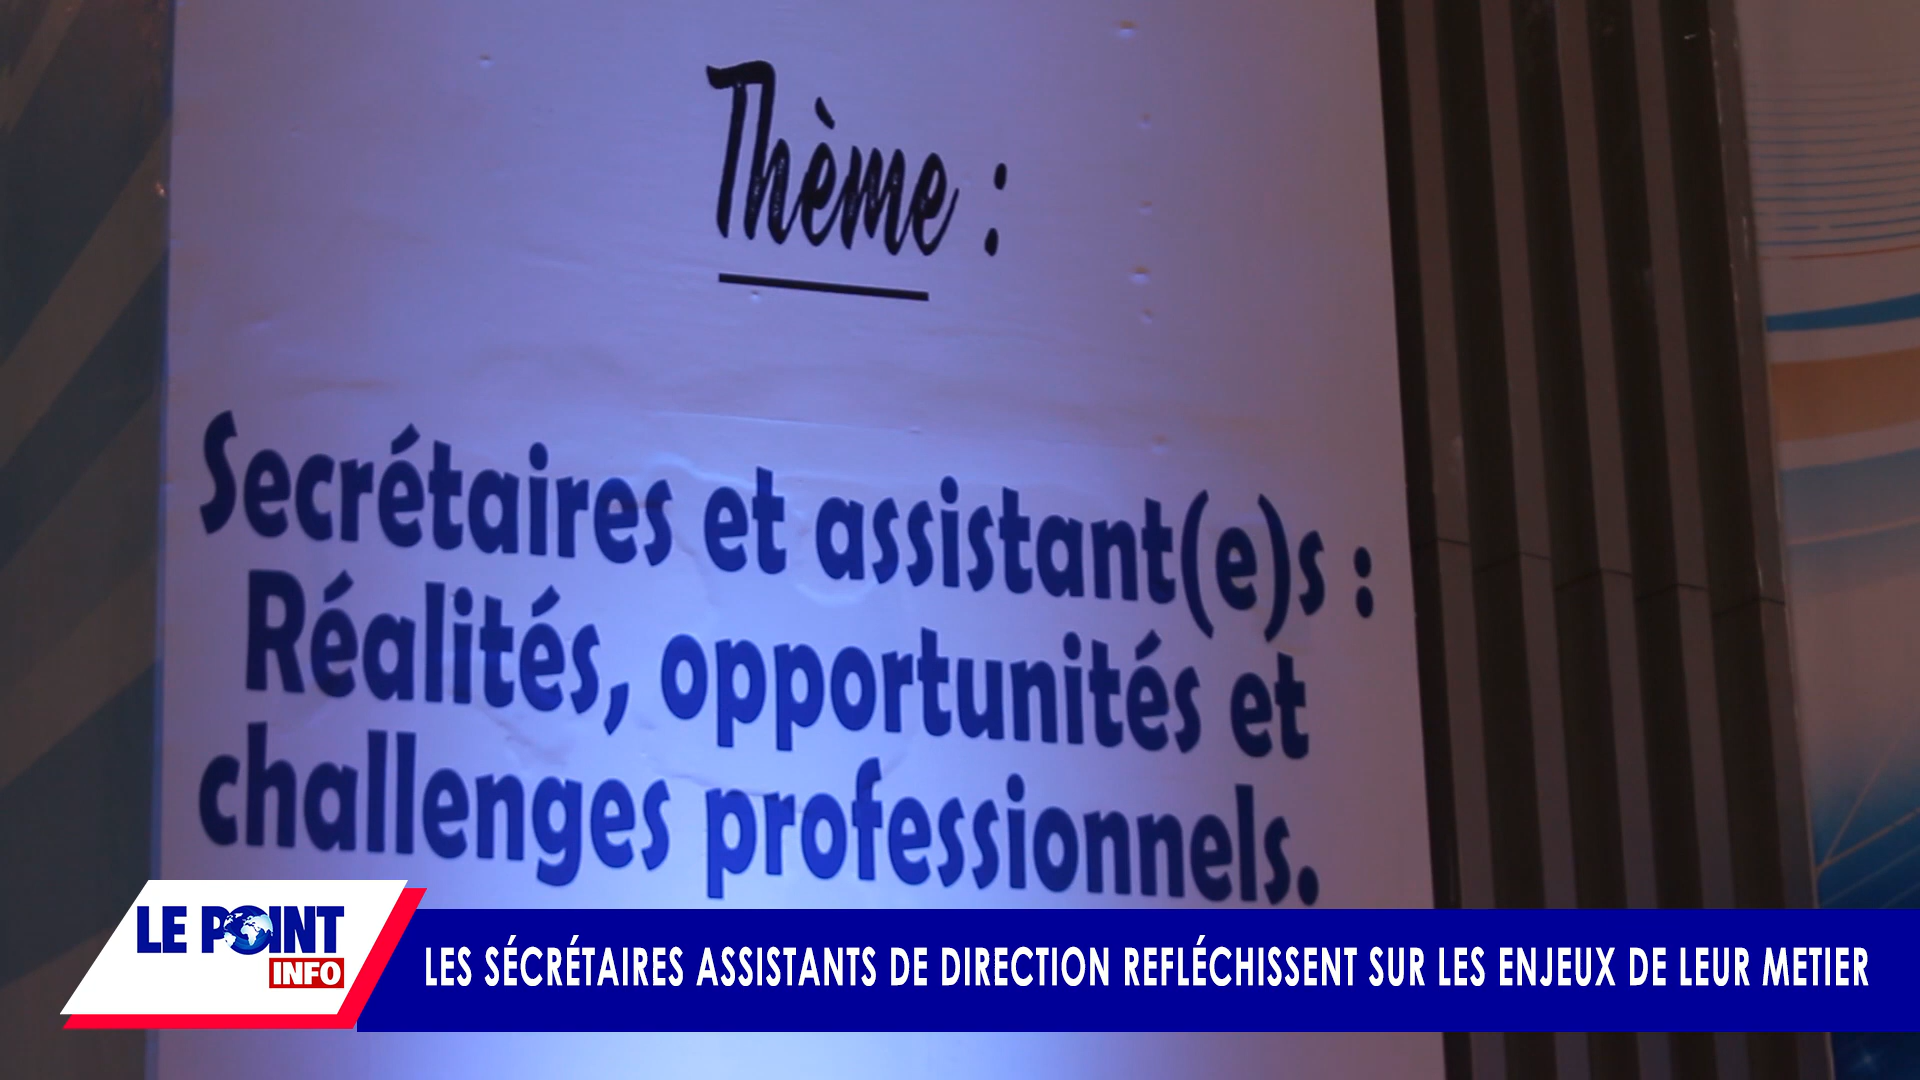 Thème :
Secrétaires et assistant(e)s :
Réalités, opportunités et
challenges professionnels.
LE POINT
INFO
LES SÉCRÉTAIRES ASSISTANTS DE DIRECTION REFLÉCHISSENT SUR LES ENJEUX DE LEUR METIER